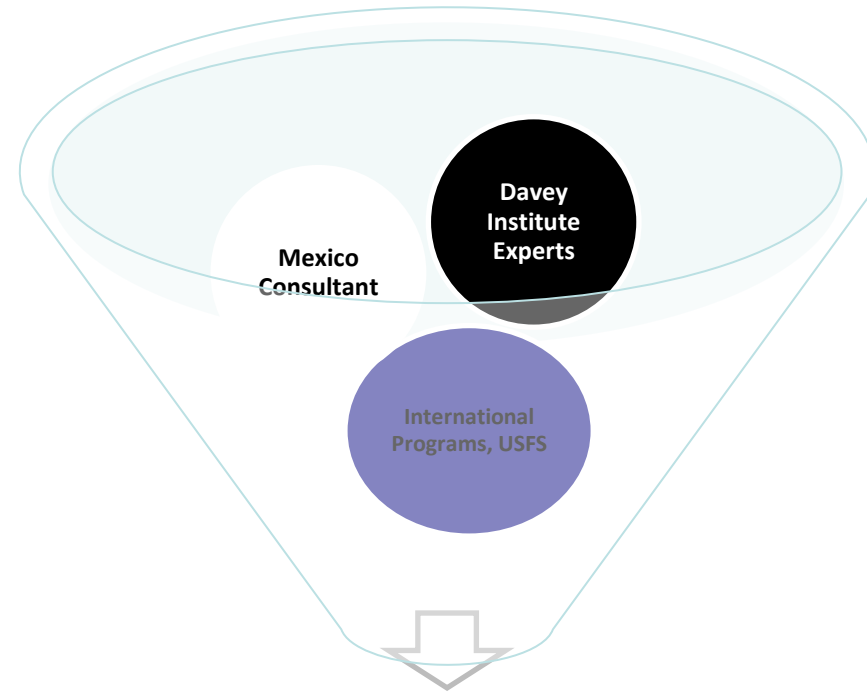 Davey
Institute
Experts
Mexico
Consultant
International
Programs, USFS